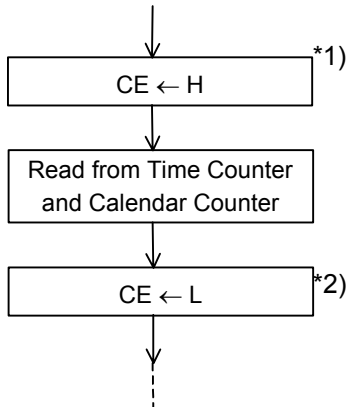 *1)
CE ← H
Read from Time Counter
and Calendar Counter
*2)
CE ← L